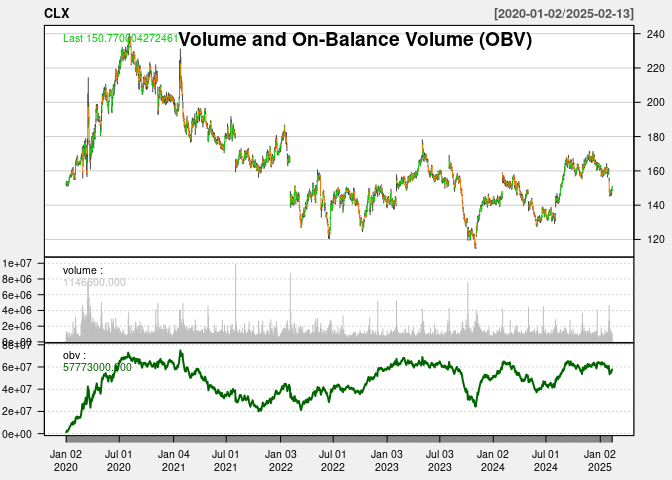 CLX [2020-01-02/2025-02-13]
Volume and On-Balance Volume (OBV)
Last 150.770004272461
240
220
200
180
160
140
120
volume :
1146600.000
1e+07
8e+06
6e+06
4e+06
2e+06
0e+00
obv :
57773000.000
8e+07
6e+07
4e+07
2e+07
0e+00
Jan 02 Jul 01 Jan 04 Jul 01 Jan 03 Jul 01 Jan 03 Jul 03 Jan 02 Jul 01 Jan 02
2020 2020 2021 2021 2022 2022 2023 2023 2024 2024 2025